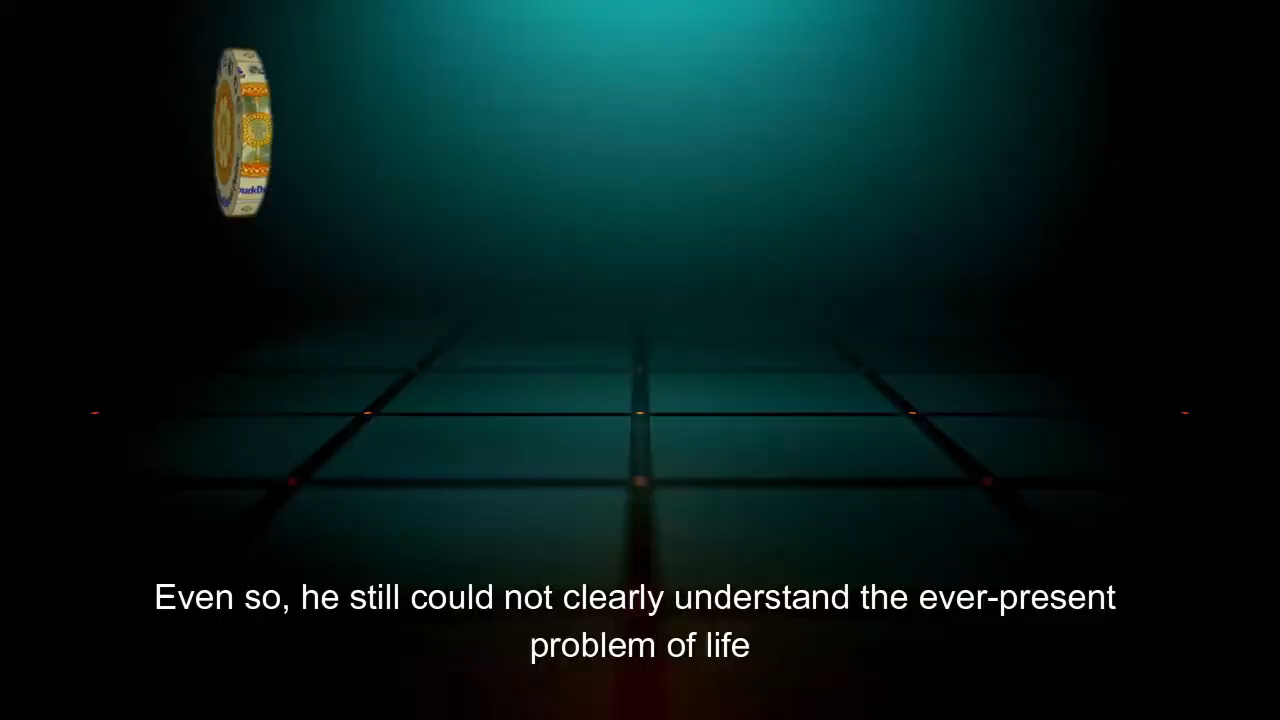 Even so, he still could not clearly understand the ever-present
problem of life